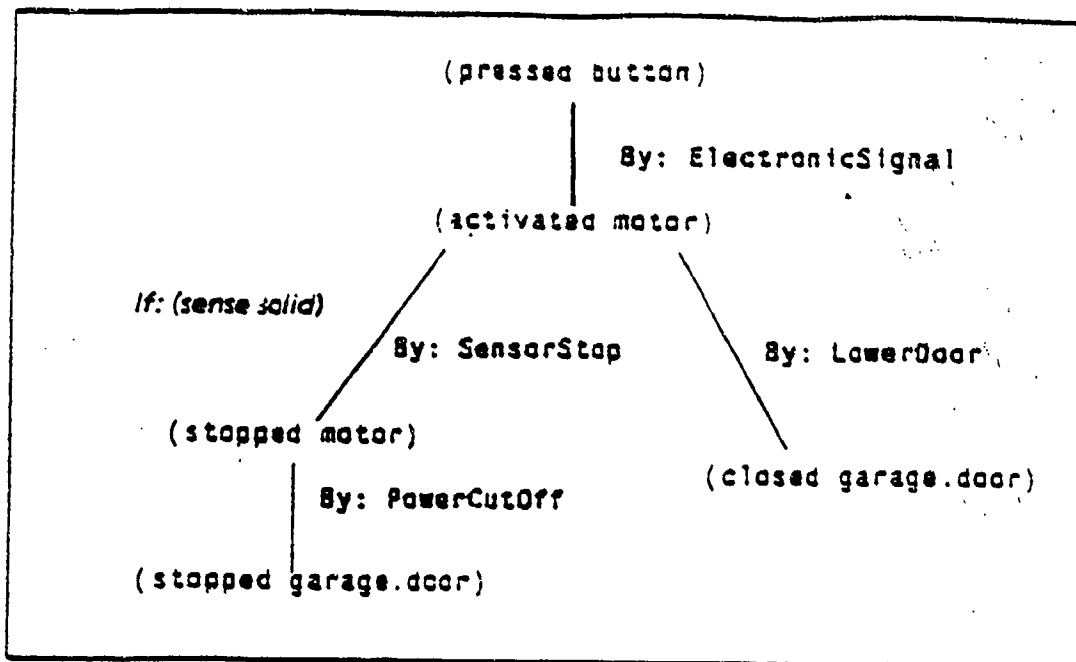 (pressed button)
By: ElectronicSignal
(activated motor)
If: (sense solid)
By: SensorStop
By: LowerDoor
(stopped motor)
(closed garage.door)
By: PowerCutOff
(stopped garage.door)